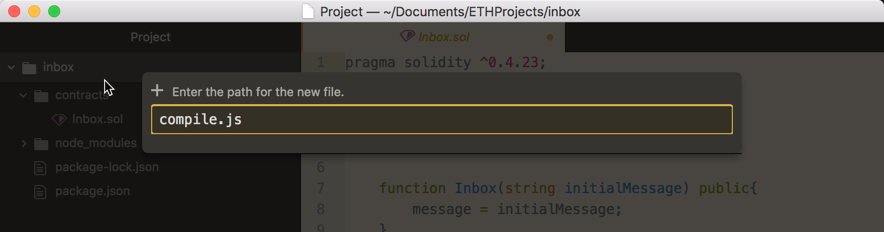 Project — ~/Documents/ETHProjects/inbox
Project
Inbox.sol
inbox
contracts
Inbox.sol
node_modules
package-lock.json
package.json
Enter the path for the new file.
compile.js
1 pragma solidity ^0.4.23;
6
7 function Inbox(string initialMessage) public{
8 message = initialMessage;
9 }